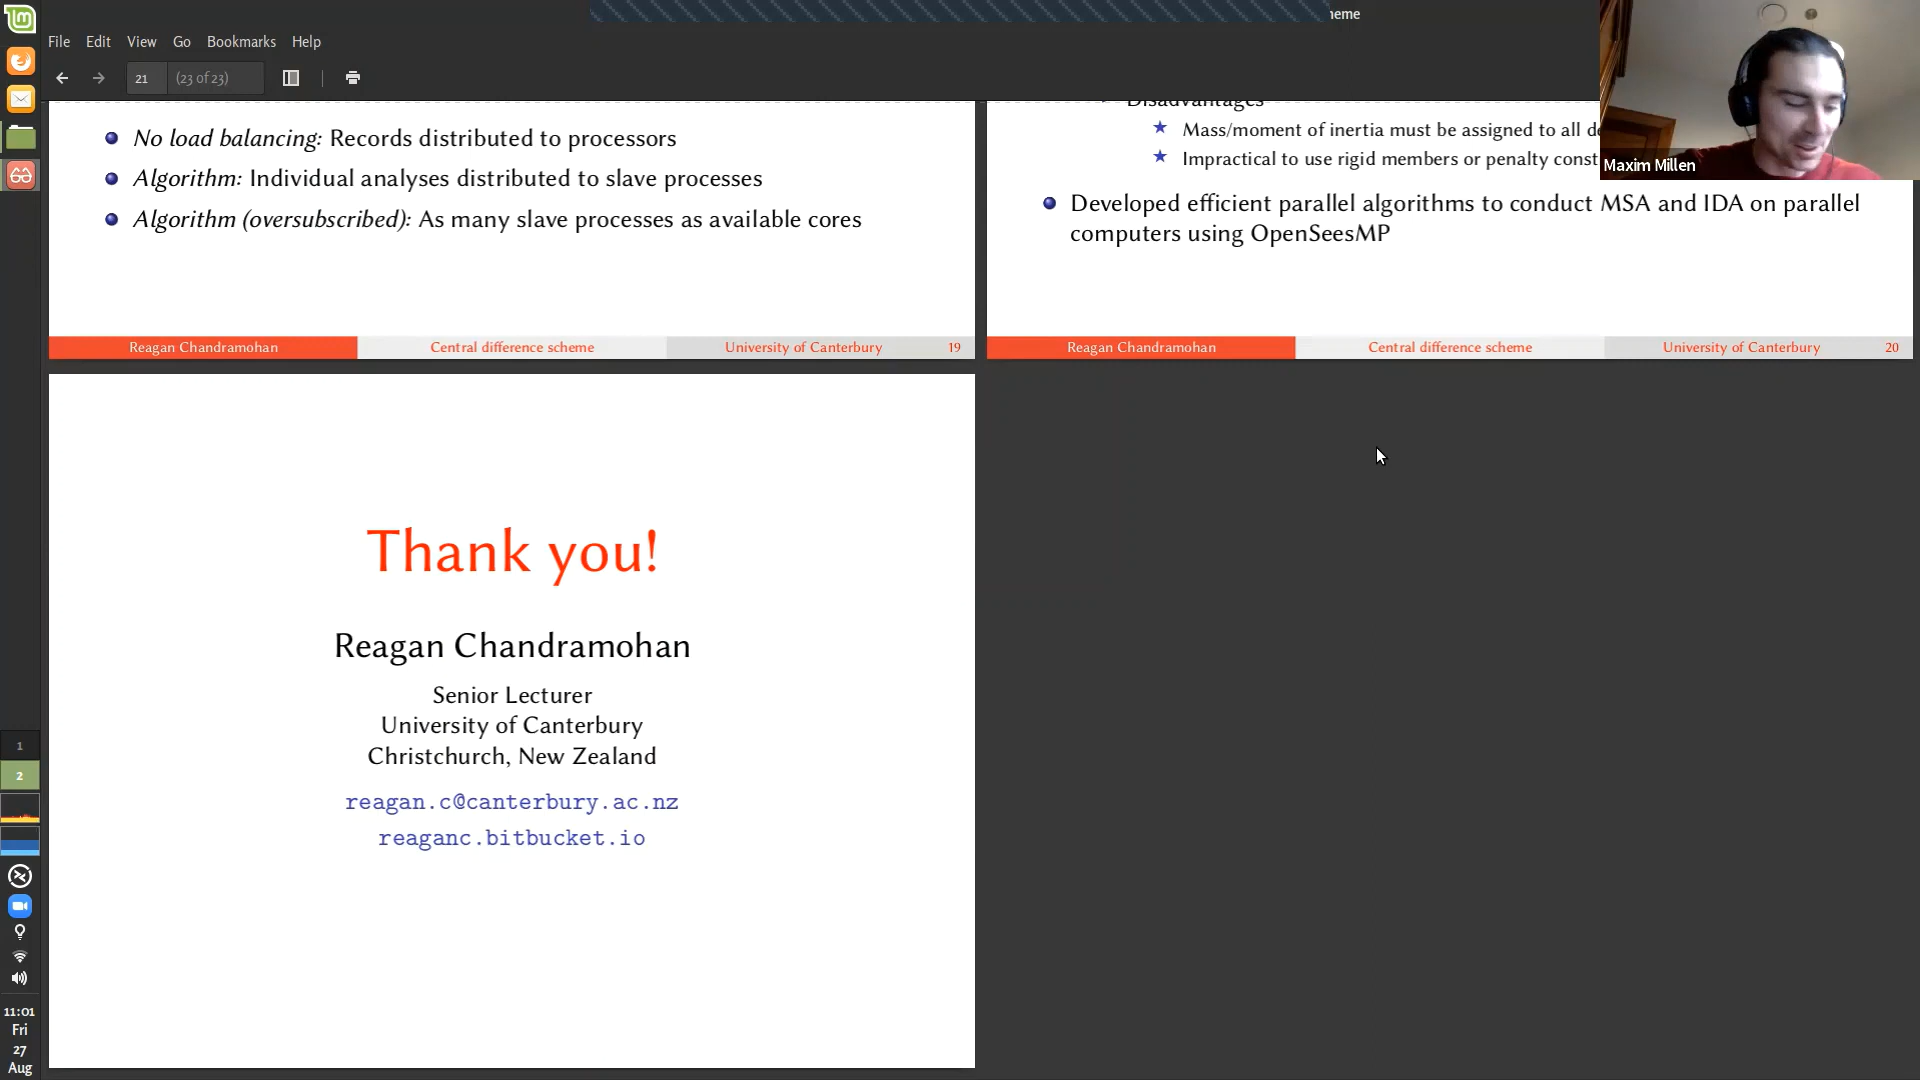 heme
File Edit View Go Bookmarks Help
21 (23 of 23)
No load balancing: Records distributed to processors
Algorithm: Individual analyses distributed to slave processes
Algorithm (oversubscribed): As many slave processes as available cores
Reagan Chandramohan Central difference scheme University of Canterbury 19
Disadvantages
Mass/moment of inertia must be assigned to all
Impractical to use rigid members or penalty
Developed efficient parallel algorithms to conduct MSA and IDA on parallel
computers using OpenSeesMP
Reagan Chandramohan Central difference scheme University of Canterbury 20
Maxim Millen
Thank you!
Reagan Chandramohan
Senior Lecturer
University of Canterbury
Christchurch, New Zealand
reagan.c@canterbury.ac.nz
reaganc.bitbucket.io
1
2
11:01
Fri
27
Aug